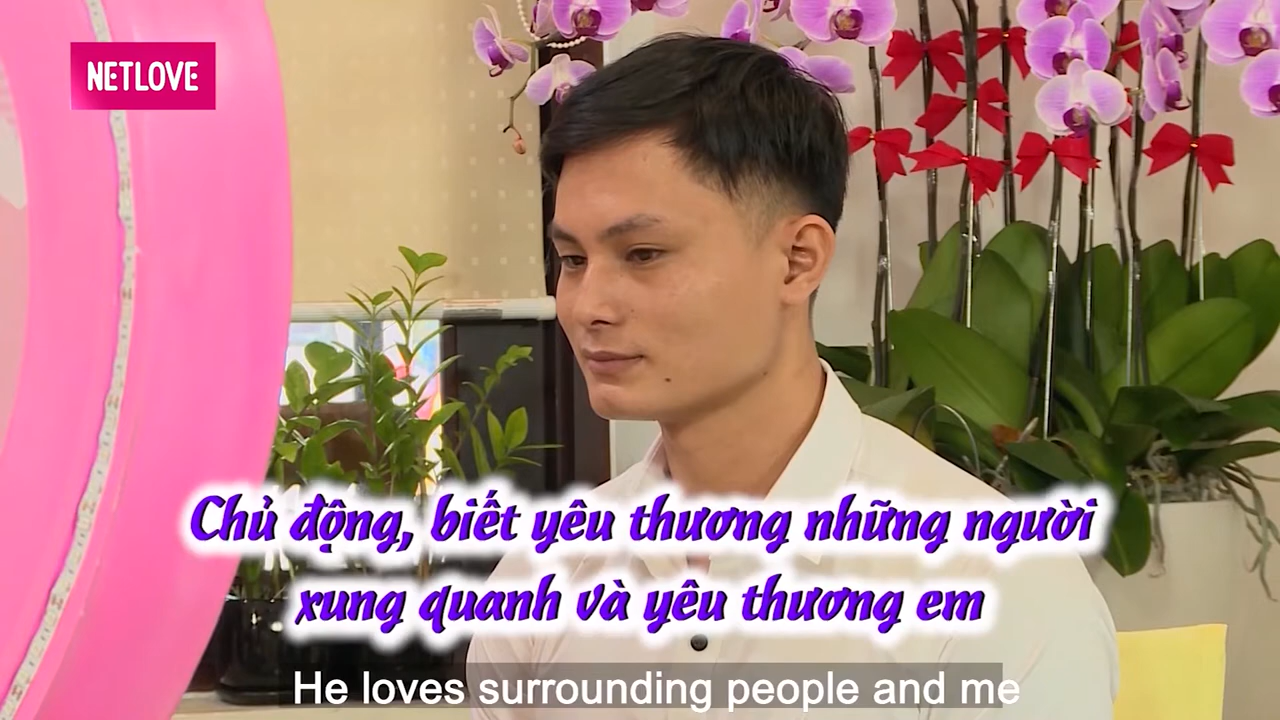 NETLOVE
Chủ động, biết yêu thương những người
xung quanh và yêu thương em
He loves surrounding people and me